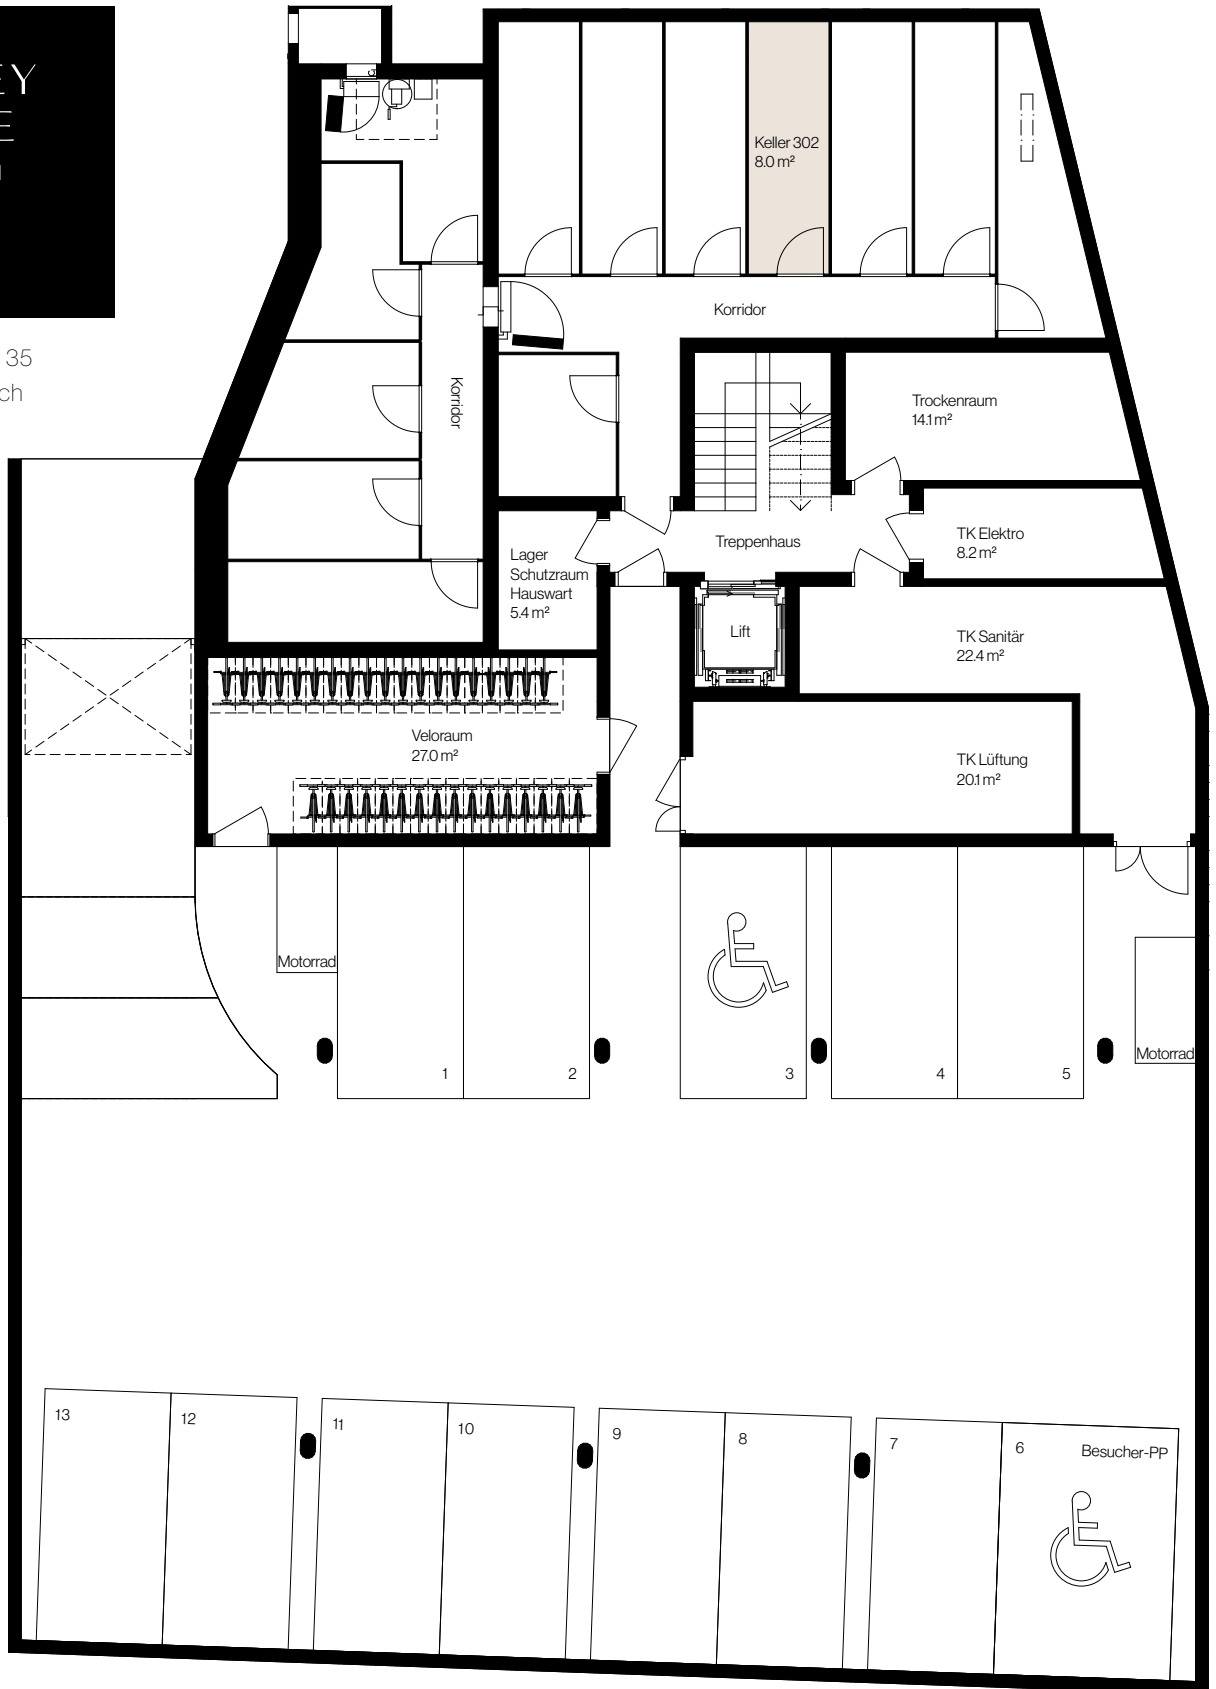 35
Keller 302
8.0 m²
Korridor
Korridor
Trockenraum
14.1 m²
TK Elektro
8.2 m²
Treppenhaus
Lager
Schutzraum
Hauswart
5.4 m²
Lift
TK Sanitär
22.4 m²
Veloraum
27.0 m²
TK Lüftung
20.1 m²
Motorrad
Motorrad
1
2
3
4
5
13
12
11
10
9
8
7
6
Besucher-PP